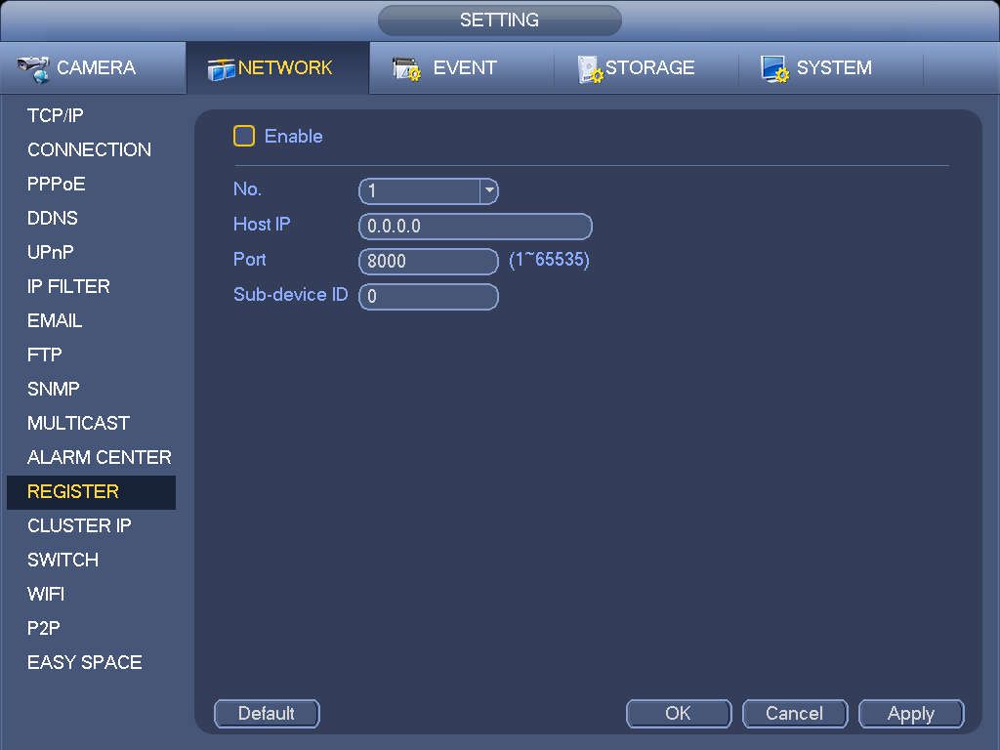 SETTING
CAMERA NETWORK EVENT STORAGE SYSTEM
TCP/IP
CONNECTION
PPPoE
DDNS
UPnP
IP FILTER
EMAIL
FTP
SNMP
MULTICAST
ALARM CENTER
REGISTER
CLUSTER IP
SWITCH
WIFI
P2P
EASY SPACE
Enable
No. 1
Host IP 0.0.0.0
Port 8000 (1~65535)
Sub-device ID 0
Default OK Cancel Apply